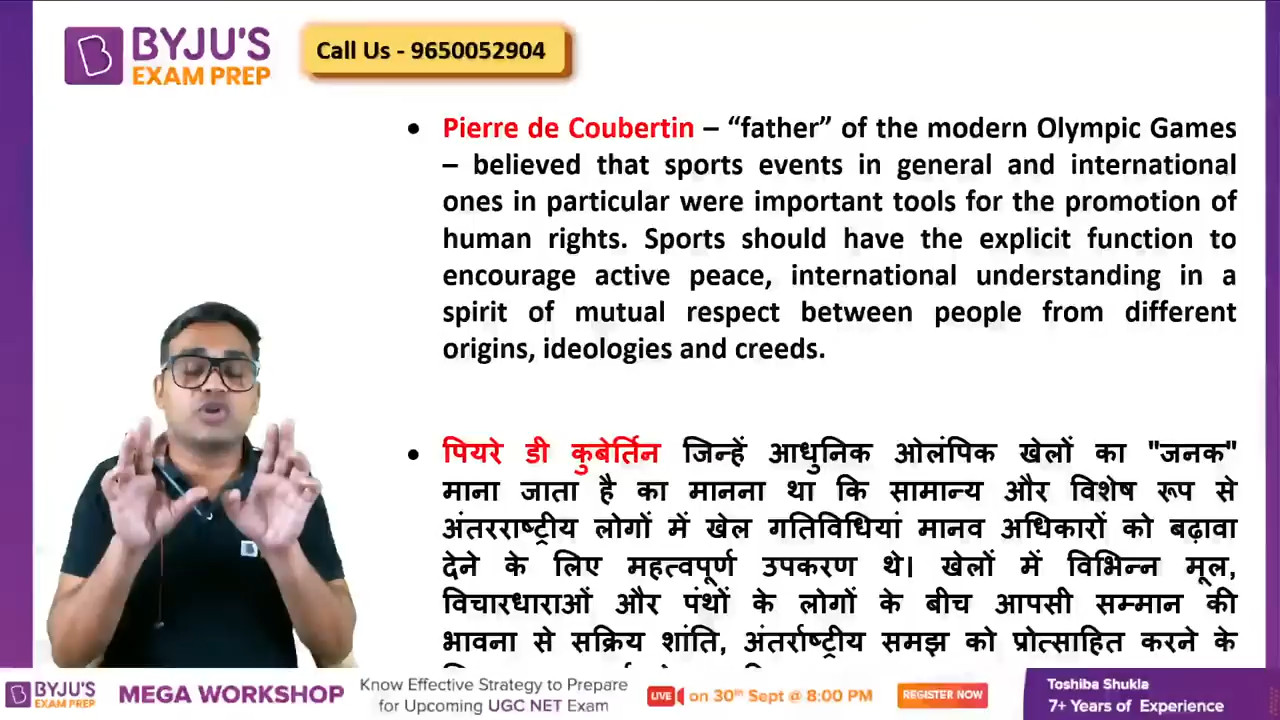 BYJU'S
EXAM PREP
Call Us - 9650052904
• Pierre de Coubertin – “father” of the modern Olympic Games
– believed that sports events in general and international
ones in particular were important tools for the promotion of
human rights. Sports should have the explicit function to
encourage active peace, international understanding in a
spirit of mutual respect between people from different
origins, ideologies and creeds.
• पियरे डी कुबेर्तिन जिन्हें आधुनिक ओलंपिक खेलों का "जनक"
माना जाता है का मानना था कि सामान्य और विशेष रूप से
अंतरराष्ट्रीय लोगों में खेल गतिविधियां मानव अधिकारों को बढ़ावा
देने के लिए महत्वपूर्ण उपकरण थे। खेलों में विभिन्न मूल,
विचारधाराओं और पंथों के लोगों के बीच आपसी सम्मान की
भावना से सक्रिय शांति, अंतर्राष्ट्रीय समझ को प्रोत्साहित करने के
BYJU'S
EXAM PREP
MEGA WORKSHOP
Know Effective Strategy to Prepare
for Upcoming UGC NET Exam
LIVE on 30th Sept @ 8:00 PM
REGISTER NOW
Toshiba Shukla
7+ Years of Experience